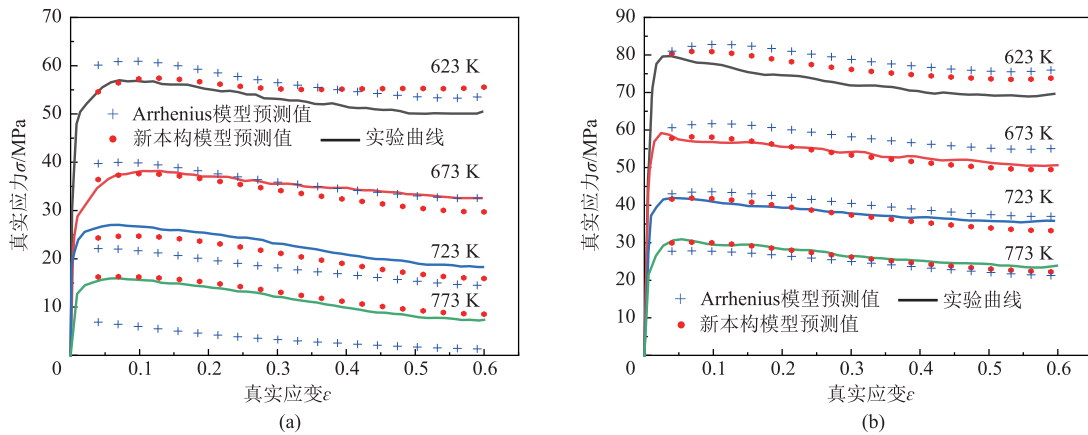 70
60
50
40
30
20
10
0
真实应力σ/MPa
623 K
+ Arrhenius模型预测值
• 新本构模型预测值 — 实验曲线
673 K
723 K
773 K
0.1 0.2 0.3 0.4 0.5 0.6
真实应变ε
(a)
90
80
70
60
50
40
30
20
10
0
真实应力σ/MPa
623 K
673 K
723 K
773 K
+ Arrhenius模型预测值 — 实验曲线
• 新本构模型预测值
0 0.1 0.2 0.3 0.4 0.5 0.6
真实应变ε
(b)